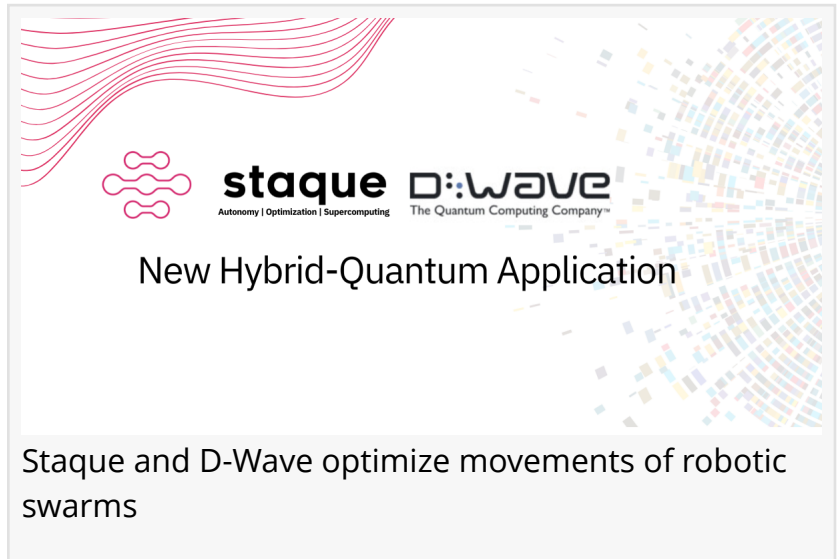 staque
Autonomy | Optimization | Supercomputing
D:Wave
The Quantum Computing Company™
New Hybrid-Quantum Application
Staque and D-Wave optimize movements of robotic
swarms